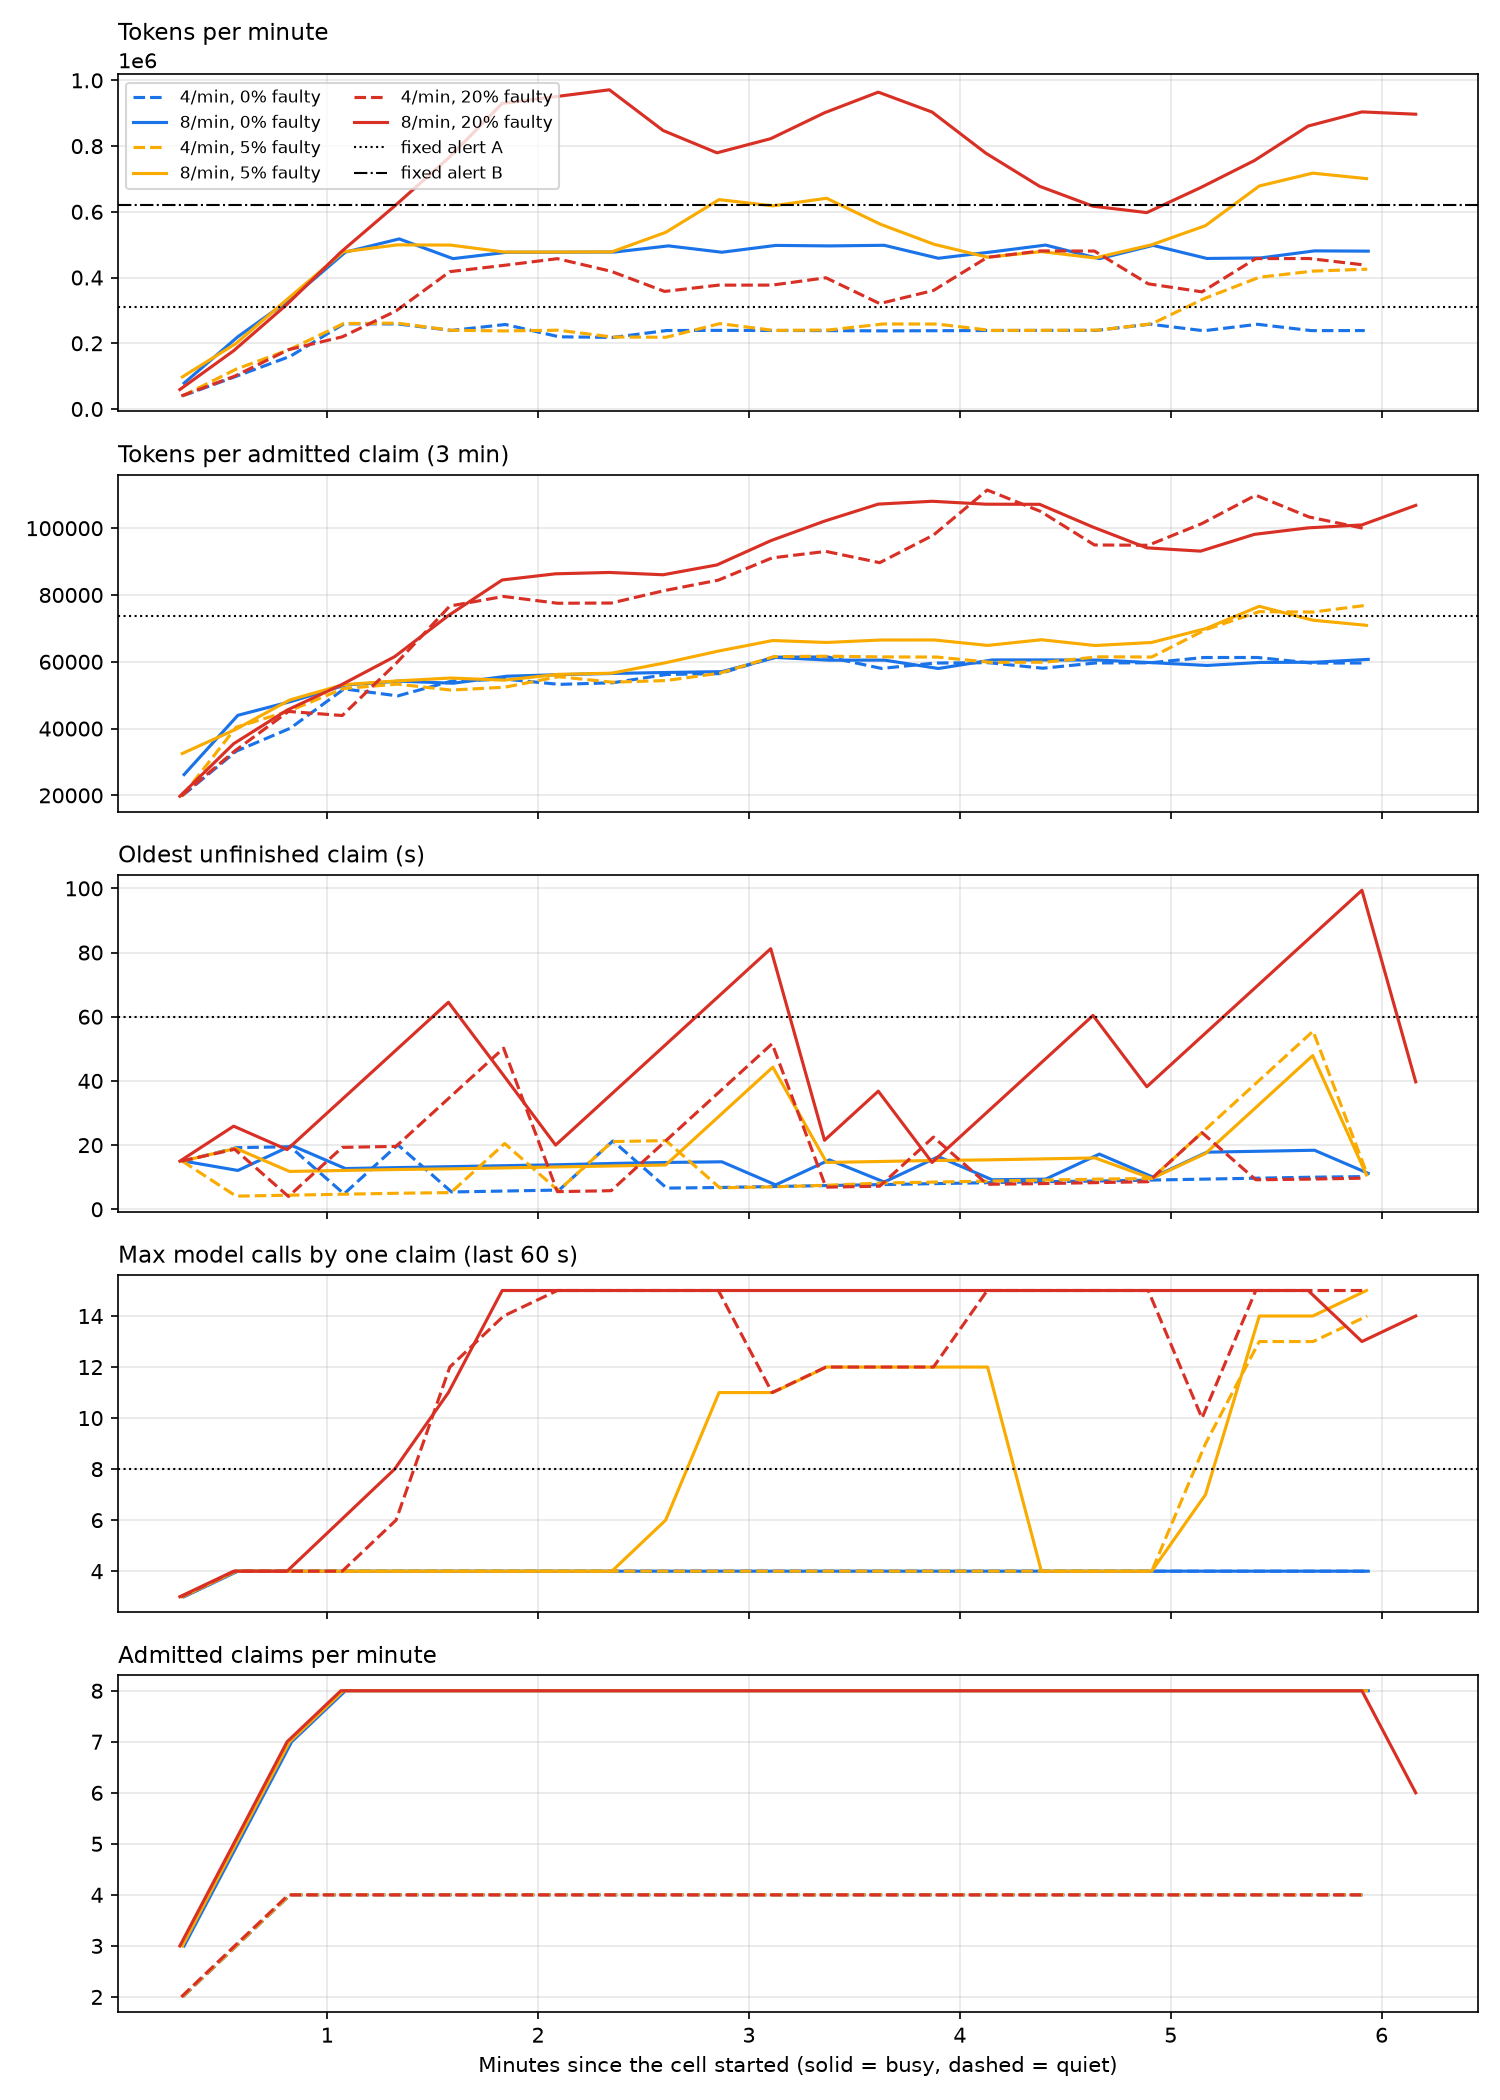 Tokens per minute
1e6
1.0
0.8
0.6
0.4
0.2
0.0
4/min, 0% faulty
8/min, 0% faulty
4/min, 5% faulty
8/min, 5% faulty
4/min, 20% faulty
8/min, 20% faulty
fixed alert A
fixed alert B
Tokens per admitted claim (3 min)
100000
80000
60000
40000
20000
Oldest unfinished claim (s)
100
80
60
40
20
0
Max model calls by one claim (last 60 s)
14
12
10
8
6
4
Admitted claims per minute
8
7
6
5
4
3
2
1 2 3 4 5 6
Minutes since the cell started (solid = busy, dashed = quiet)